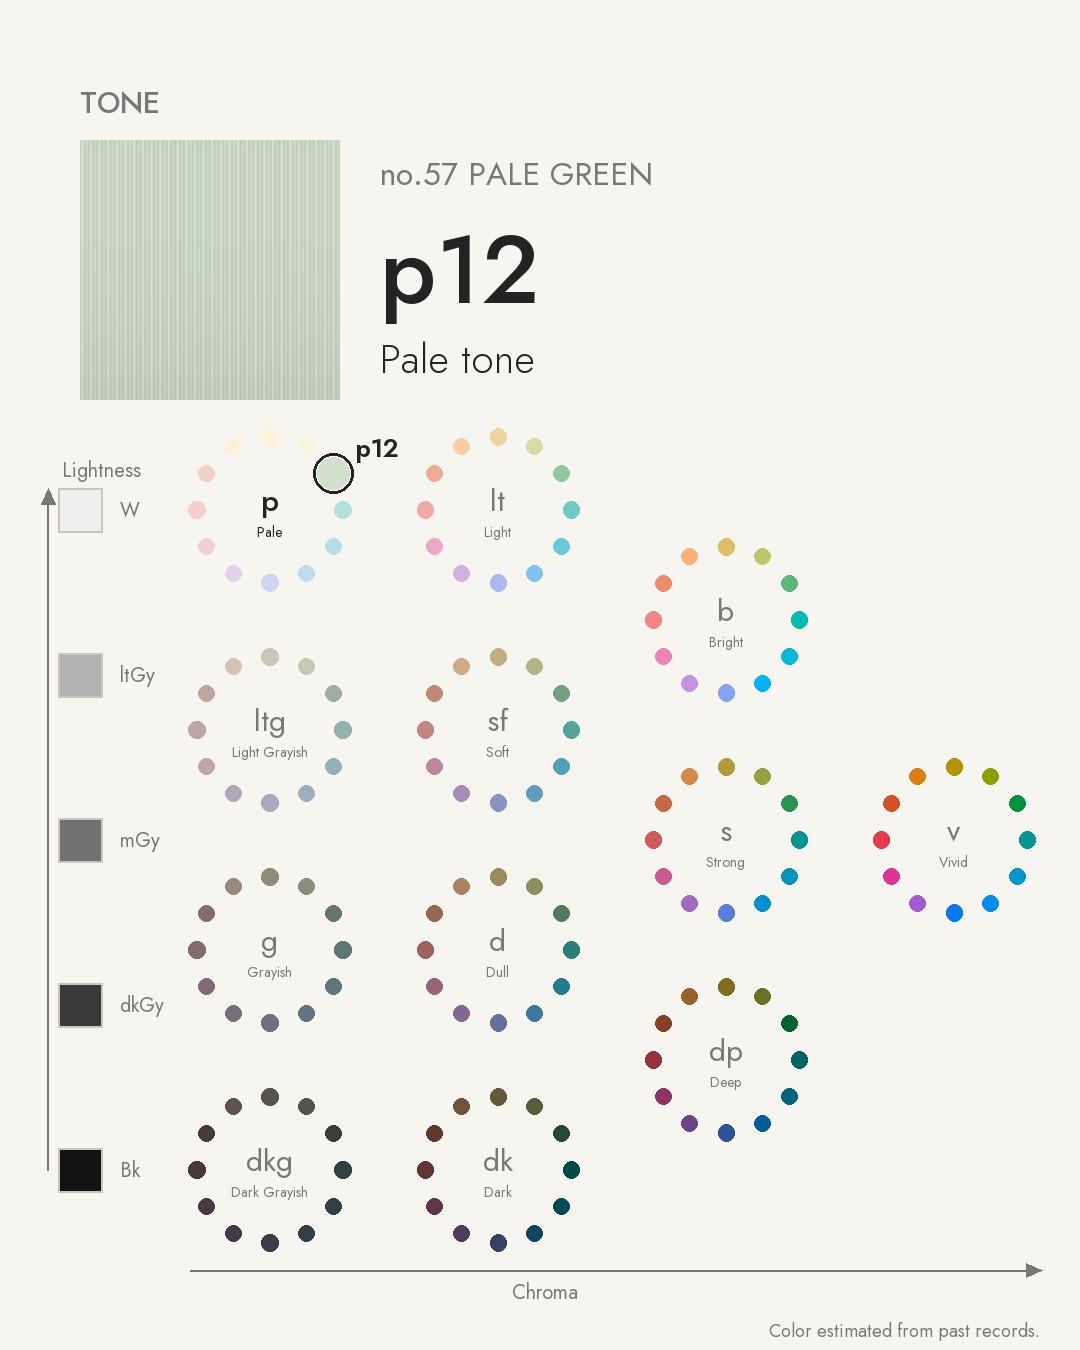 TONE
no.57 PALE GREEN
p12
Pale tone
p12
Lightness
W
p
Pale
lt
Light
b
Bright
ltGy
ltg
Light Grayish
sf
Soft
mGy
s
Strong
v
Vivid
g
Grayish
d
Dull
dkGy
dp
Deep
Bk
dkg
Dark Grayish
dk
Dark
Chroma
Color estimated from past records.